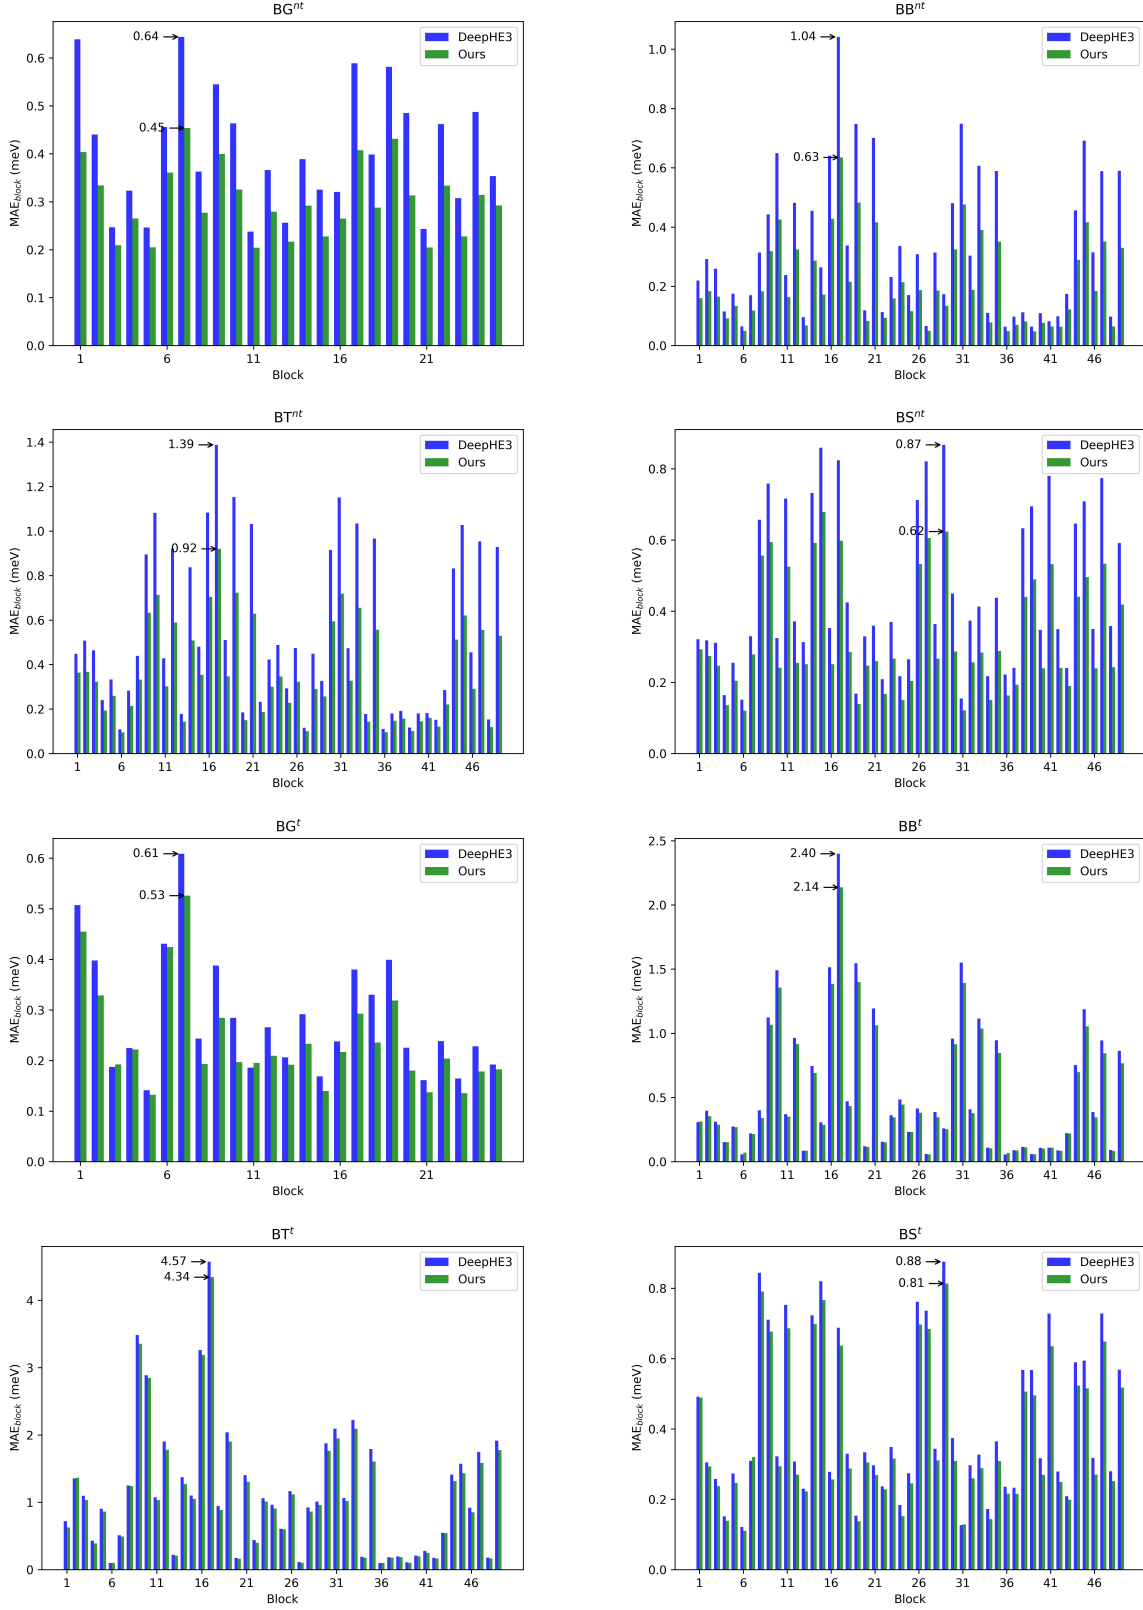 BG^nt
MAE_block (meV)
0.6
0.5
0.4
0.3
0.2
0.1
0.0
0.64
0.45
DeepHE3
Ours
1 6 11 16 21
Block
BB^nt
MAE_block (meV)
1.0
0.8
0.6
0.4
0.2
0.0
1.04
0.63
DeepHE3
Ours
1 6 11 16 21 26 31 36 41 46
Block
BT^nt
MAE_block (meV)
1.4
1.2
1.0
0.8
0.6
0.4
0.2
0.0
1.39
0.92
DeepHE3
Ours
1 6 11 16 21 26 31 36 41 46
Block
BS^nt
MAE_block (meV)
0.8
0.6
0.4
0.2
0.0
0.87
0.62
DeepHE3
Ours
1 6 11 16 21 26 31 36 41 46
Block
BG^t
MAE_block (meV)
0.6
0.5
0.4
0.3
0.2
0.1
0.0
0.61
0.53
DeepHE3
Ours
1 6 11 16 21
Block
BB^t
MAE_block (meV)
2.5
2.0
1.5
1.0
0.5
0.0
2.40
2.14
DeepHE3
Ours
1 6 11 16 21 26 31 36 41 46
Block
BT^t
MAE_block (meV)
4
3
2
1
0
4.57
4.34
DeepHE3
Ours
1 6 11 16 21 26 31 36 41 46
Block
BS^t
MAE_block (meV)
0.8
0.6
0.4
0.2
0.0
0.88
0.81
DeepHE3
Ours
1 6 11 16 21 26 31 36 41 46
Block